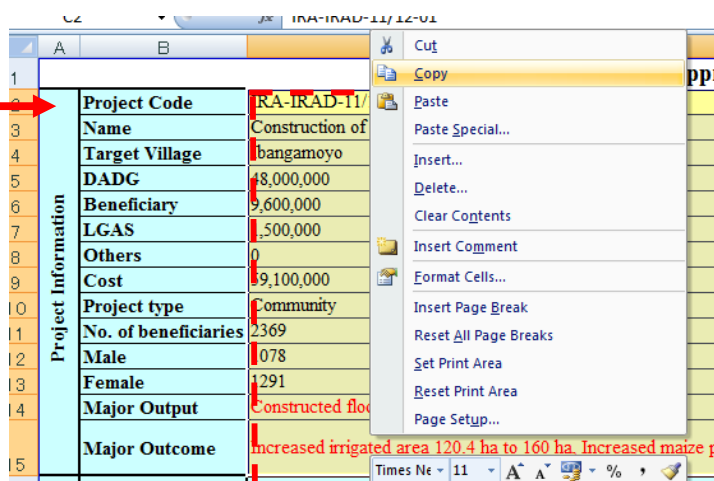 C2 fx IRA-IRAD-11/12-01
A B
1
Project Information
2 Project Code IRA-IRAD-11/
3 Name Construction of
4 Target Village bangamoyo
5 DADG 48,000,000
6 Beneficiary 9,600,000
7 LGAS ,500,000
8 Others 0
9 Cost 59,100,000
10 Project type Community
11 No. of beneficiaries 2369
12 Male 1078
13 Female 1291
14 Major Output Constructed floo
15 Major Outcome Increased irrigated area 120.4 ha to 160 ha. Increased maize p
Cut
Copy
Paste
Paste Special...
Insert...
Delete...
Clear Contents
Insert Comment
Format Cells...
Insert Page Break
Reset All Page Breaks
Set Print Area
Reset Print Area
Page Setup...
Times Ne 11 A A % ,